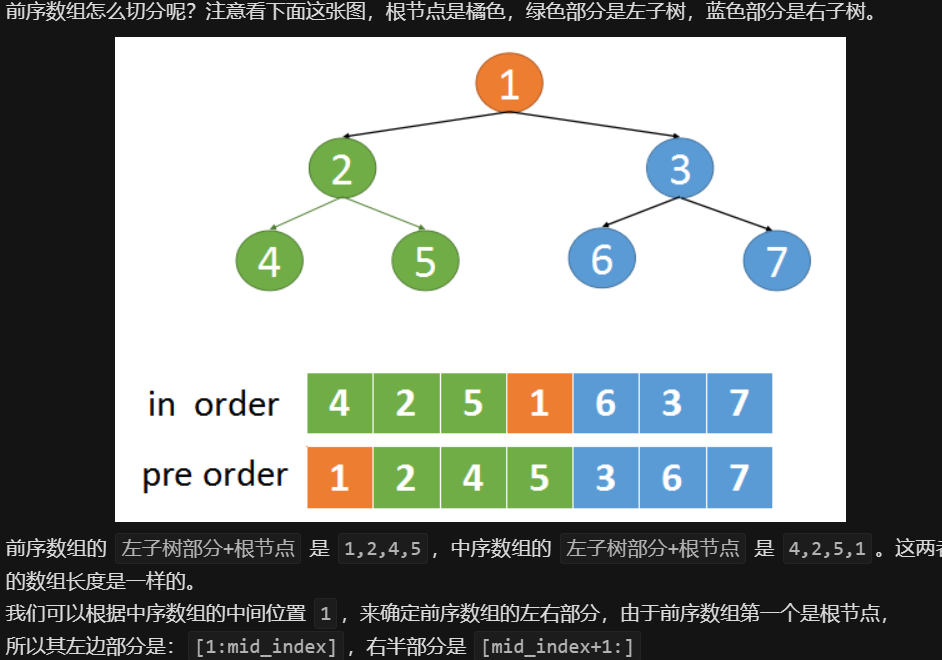 前序数组怎么切分呢？注意看下面这张图，根节点是橘色，绿色部分是左子树，蓝色部分是右子树。
1
2 3
4 5 6 7
in order 4 2 5 1 6 3 7
pre order 1 2 4 5 3 6 7
前序数组的 左子树部分+根节点 是 1,2,4,5 ，中序数组的 左子树部分+根节点 是 4,2,5,1 。这两
的数组长度是一样的。
我们可以根据中序数组的中间位置 1 ，来确定前序数组的左右部分，由于前序数组第一个是根节点，
所以其左边部分是： [1:mid_index] ，右半部分是 [mid_index+1:]